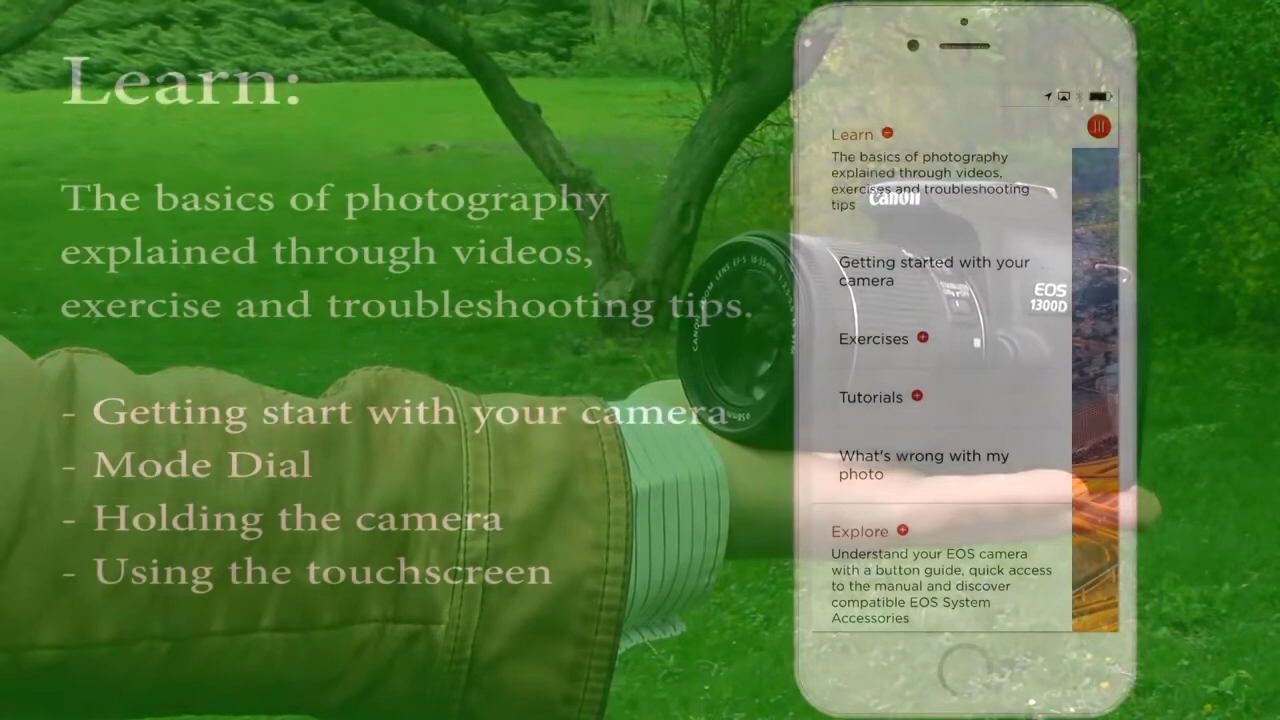 Learn:
The basics of photography
explained through videos,
exercise and troubleshooting tips.
- Getting start with your camera
- Mode Dial
- Holding the camera
- Using the touchscreen
Learn
The basics of photography
explained through videos,
exercises and troubleshooting
tips
Canon
Getting started with your
camera
EOS
1300D
Exercises
Tutorials
What's wrong with my
photo
Explore
Understand your EOS camera
with a button guide, quick access
to the manual and discover
compatible EOS System
Accessories